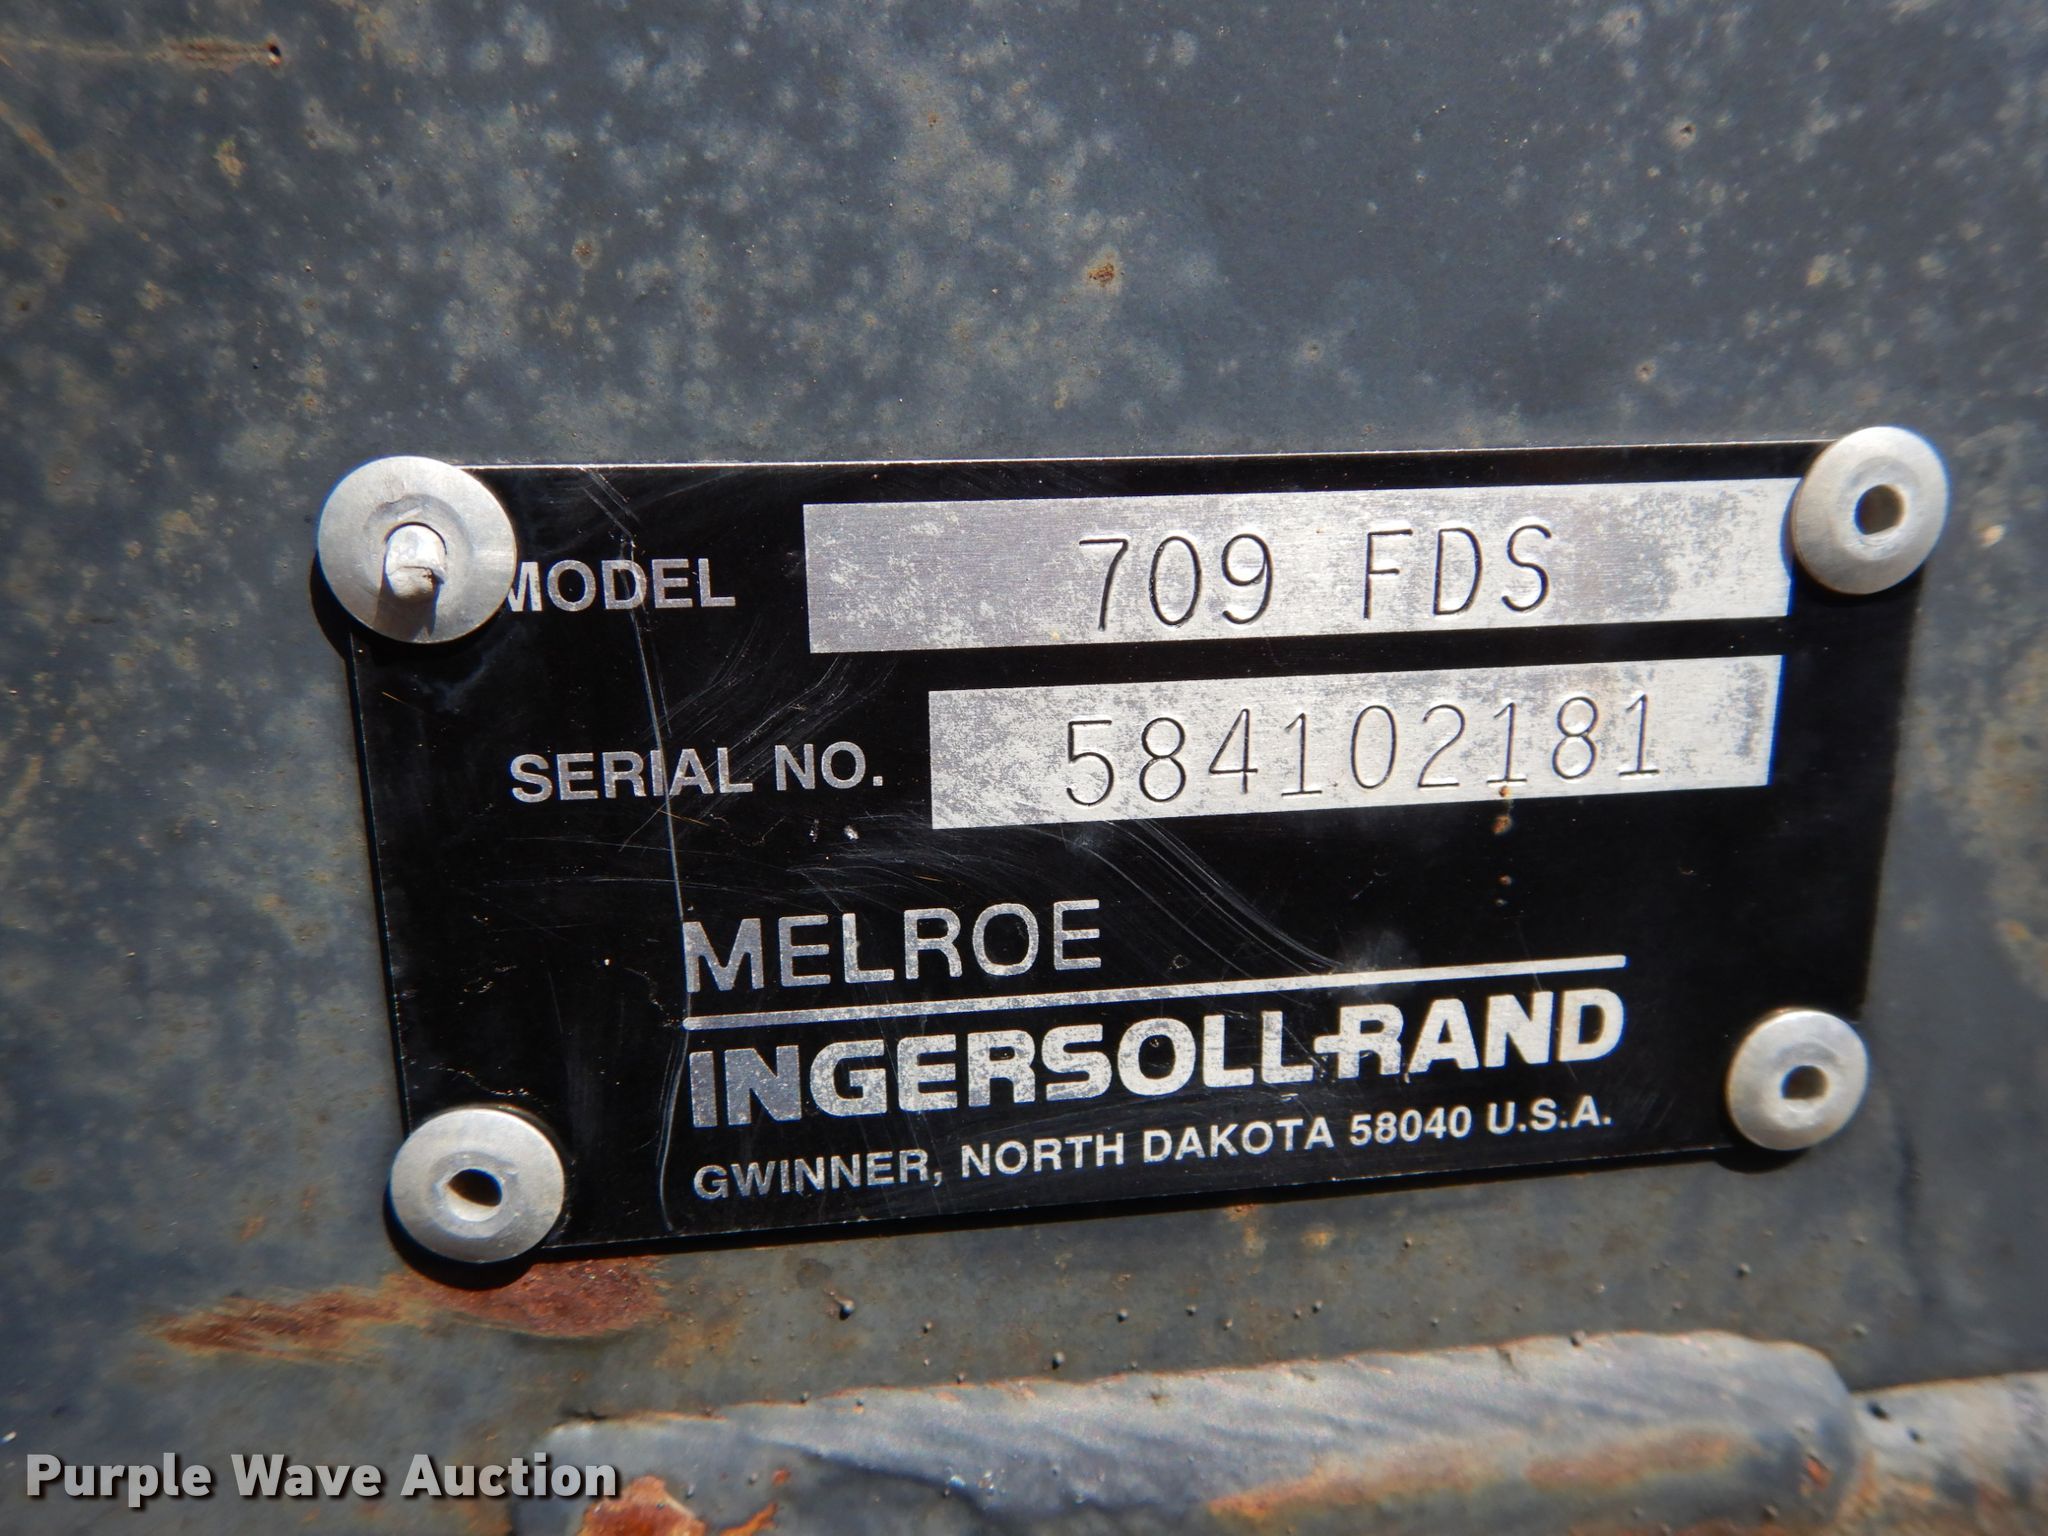 MODEL 709 FDS
SERIAL NO. 584102181
MELROE
INGERSOLL-RAND
GWINNER, NORTH DAKOTA 58040 U.S.A.
Purple Wave Auction